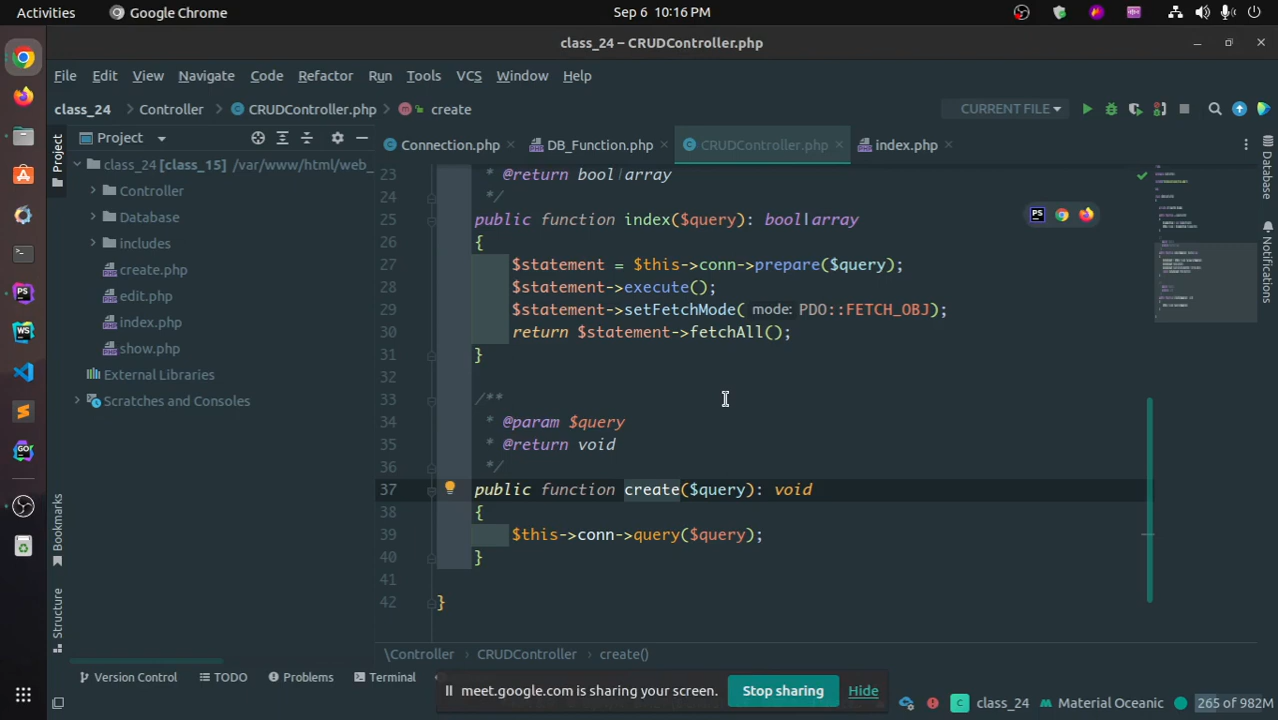 Activities Google Chrome Sep 6 10:16 PM
class_24 – CRUDController.php
File Edit View Navigate Code Refactor Run Tools VCS Window Help
class_24 Controller CRUDController.php create CURRENT FILE
Project Connection.php DB_Function.php CRUDController.php index.php
Project
class_24 [class_15] /var/www/html/web_
Controller
Database
includes
create.php
edit.php
index.php
show.php
External Libraries
Scratches and Consoles
Bookmarks
Structure
23 * @return bool|array
24 */
25 public function index($query): bool|array
26 {
27 $statement = $this->conn->prepare($query);
28 $statement->execute();
29 $statement->setFetchMode( mode: PDO::FETCH_OBJ);
30 return $statement->fetchAll();
31 }
32
33 /**
34 * @param $query
35 * @return void
36 */
37 public function create($query): void
38 {
39 $this->conn->query($query);
40 }
41
42 }
PS
Database
Notifications
\Controller CRUDController create()
Version Control TODO Problems Terminal
meet.google.com is sharing your screen. Stop sharing Hide
C class_24 Material Oceanic 265 of 982M